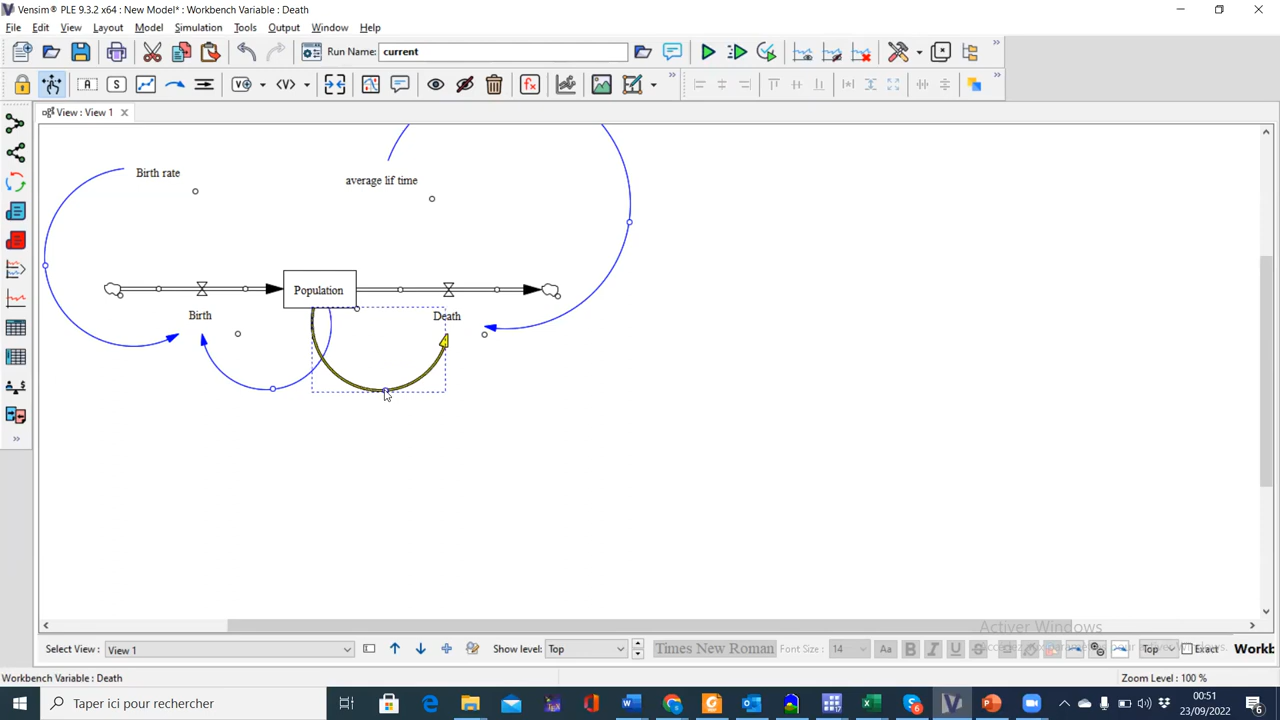 Vensim® PLE 9.3.2 x64 : New Model* : Workbench Variable : Death
File Edit View Layout Model Simulation Tools Output Window Help
Run Name: current
View : View 1
Birth rate
average lif time
Population
Birth
Death
Activer Windows
Select View : View 1
Show level: Top
Times New Roman Font Size : 14 Aa B I U S Top Exact Workb
Workbench Variable : Death
Zoom Level : 100 %
Taper ici pour rechercher
00:51
23/09/2022
6